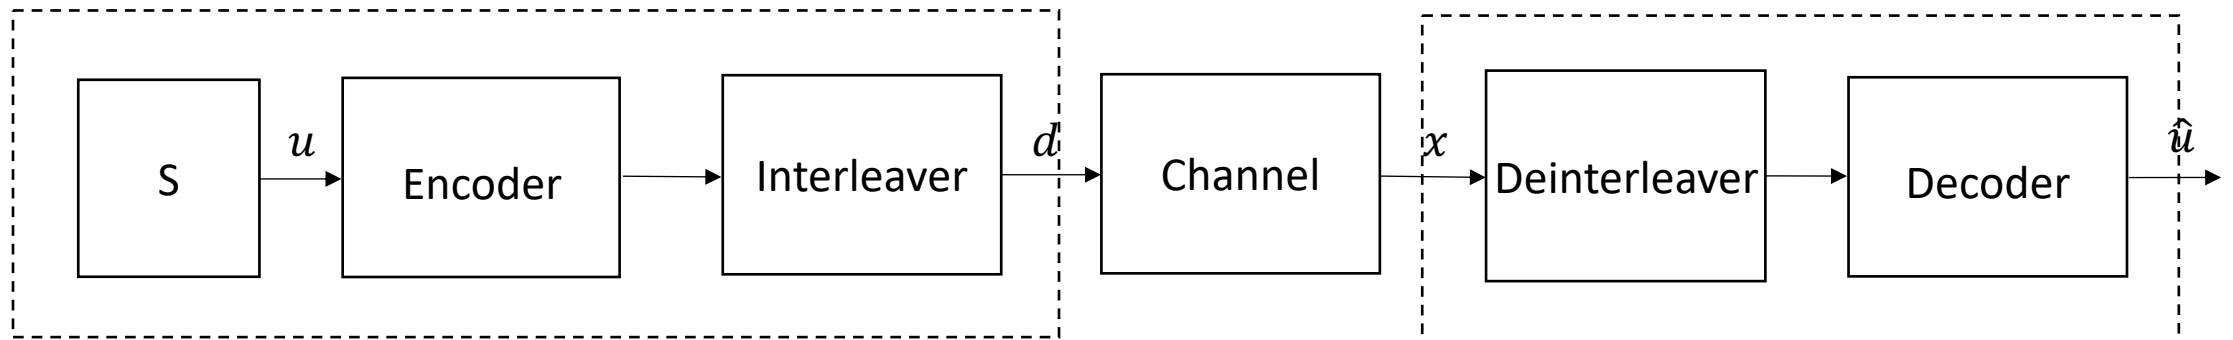 S
u
Encoder
Interleaver
d
Channel
x
Deinterleaver
Decoder
û